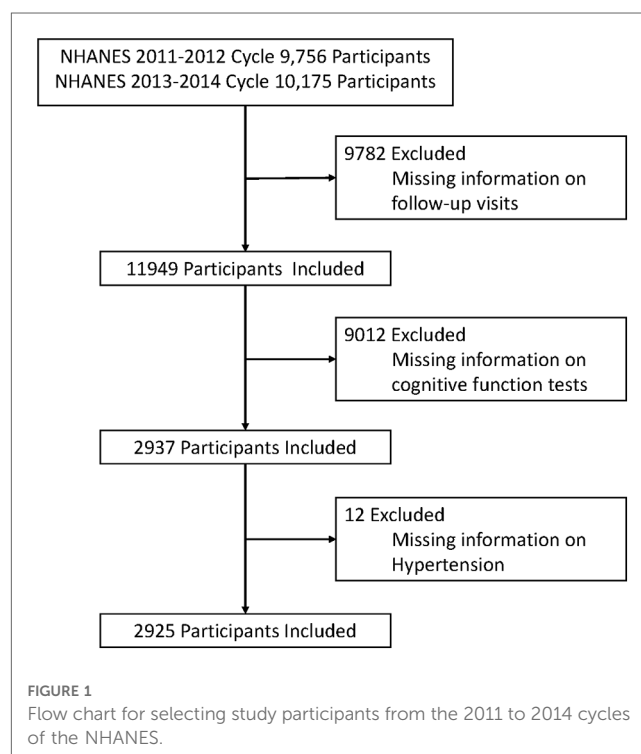 NHANES 2011-2012 Cycle 9,756 Participants
NHANES 2013-2014 Cycle 10,175 Participants
9782 Excluded
Missing information on
follow-up visits
11949 Participants Included
9012 Excluded
Missing information on
cognitive function tests
2937 Participants Included
12 Excluded
Missing information on
Hypertension
2925 Participants Included
FIGURE 1
Flow chart for selecting study participants from the 2011 to 2014 cycles
of the NHANES.